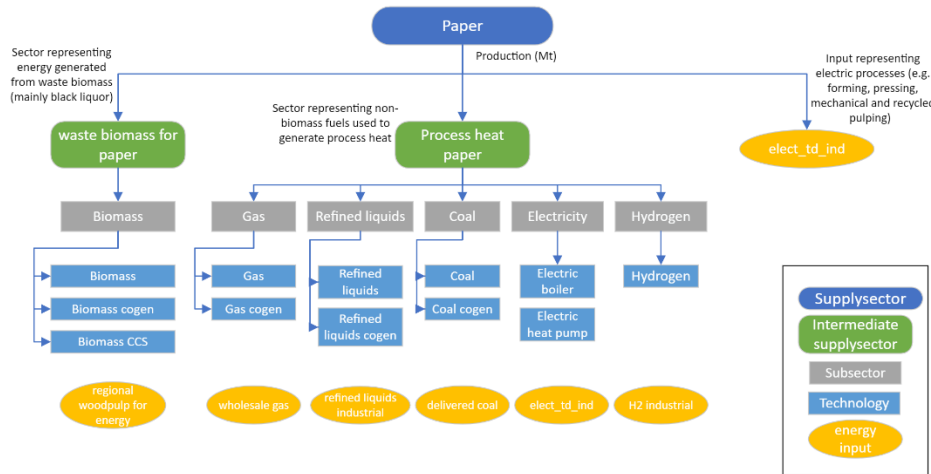 Paper
Production (Mt)
Sector representing
energy generated
from waste biomass
(mainly black liquor)
Sector representing non-
biomass fuels used to
generate process heat
Input representing
electric processes (e.g.
forming, pressing,
mechanical and recycled
pulping)
waste biomass for
paper
Process heat
paper
elect_td_ind
Biomass
Gas
Refined liquids
Coal
Electricity
Hydrogen
Biomass
Biomass cogen
Biomass CCS
Gas
Gas cogen
Refined
liquids
Refined
liquids cogen
Coal
Coal cogen
Electric
boiler
Electric
heat pump
Hydrogen
regional
woodpulp for
energy
wholesale gas
refined liquids
industrial
delivered coal
elect_td_ind
H2 industrial
Supplysector
Intermediate
supplysector
Subsector
Technology
energy
input